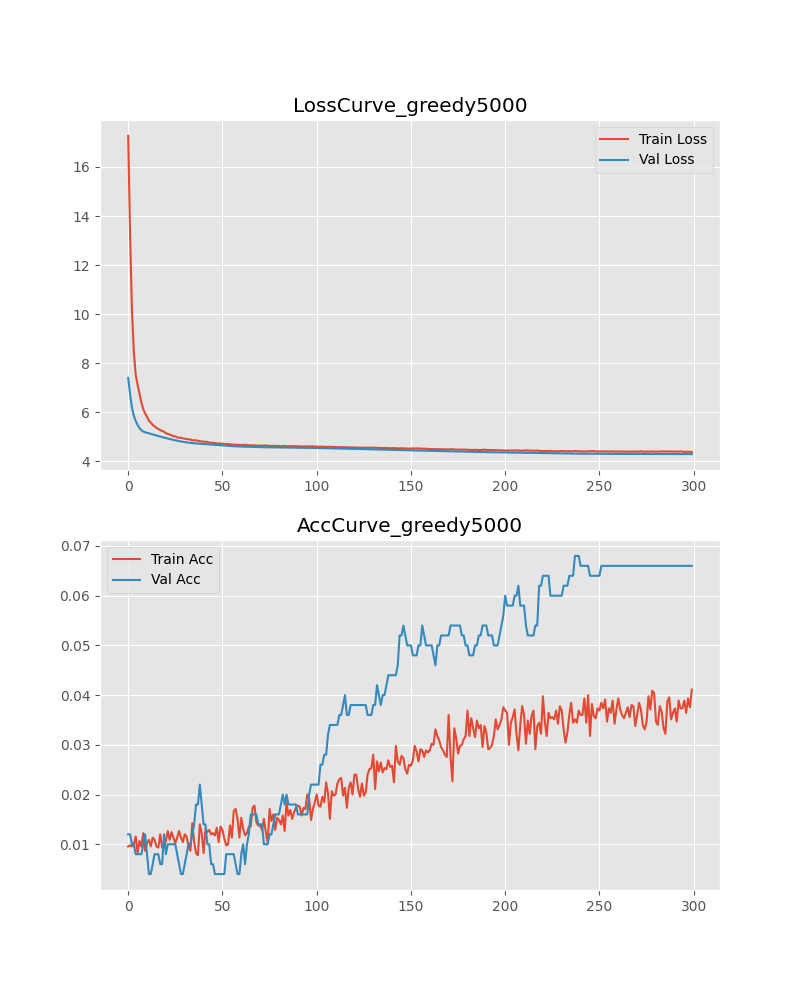 LossCurve_greedy5000
Train Loss
Val Loss
16
14
12
10
8
6
4
0 50 100 150 200 250 300
AccCurve_greedy5000
Train Acc
Val Acc
0.07
0.06
0.05
0.04
0.03
0.02
0.01
0 50 100 150 200 250 300